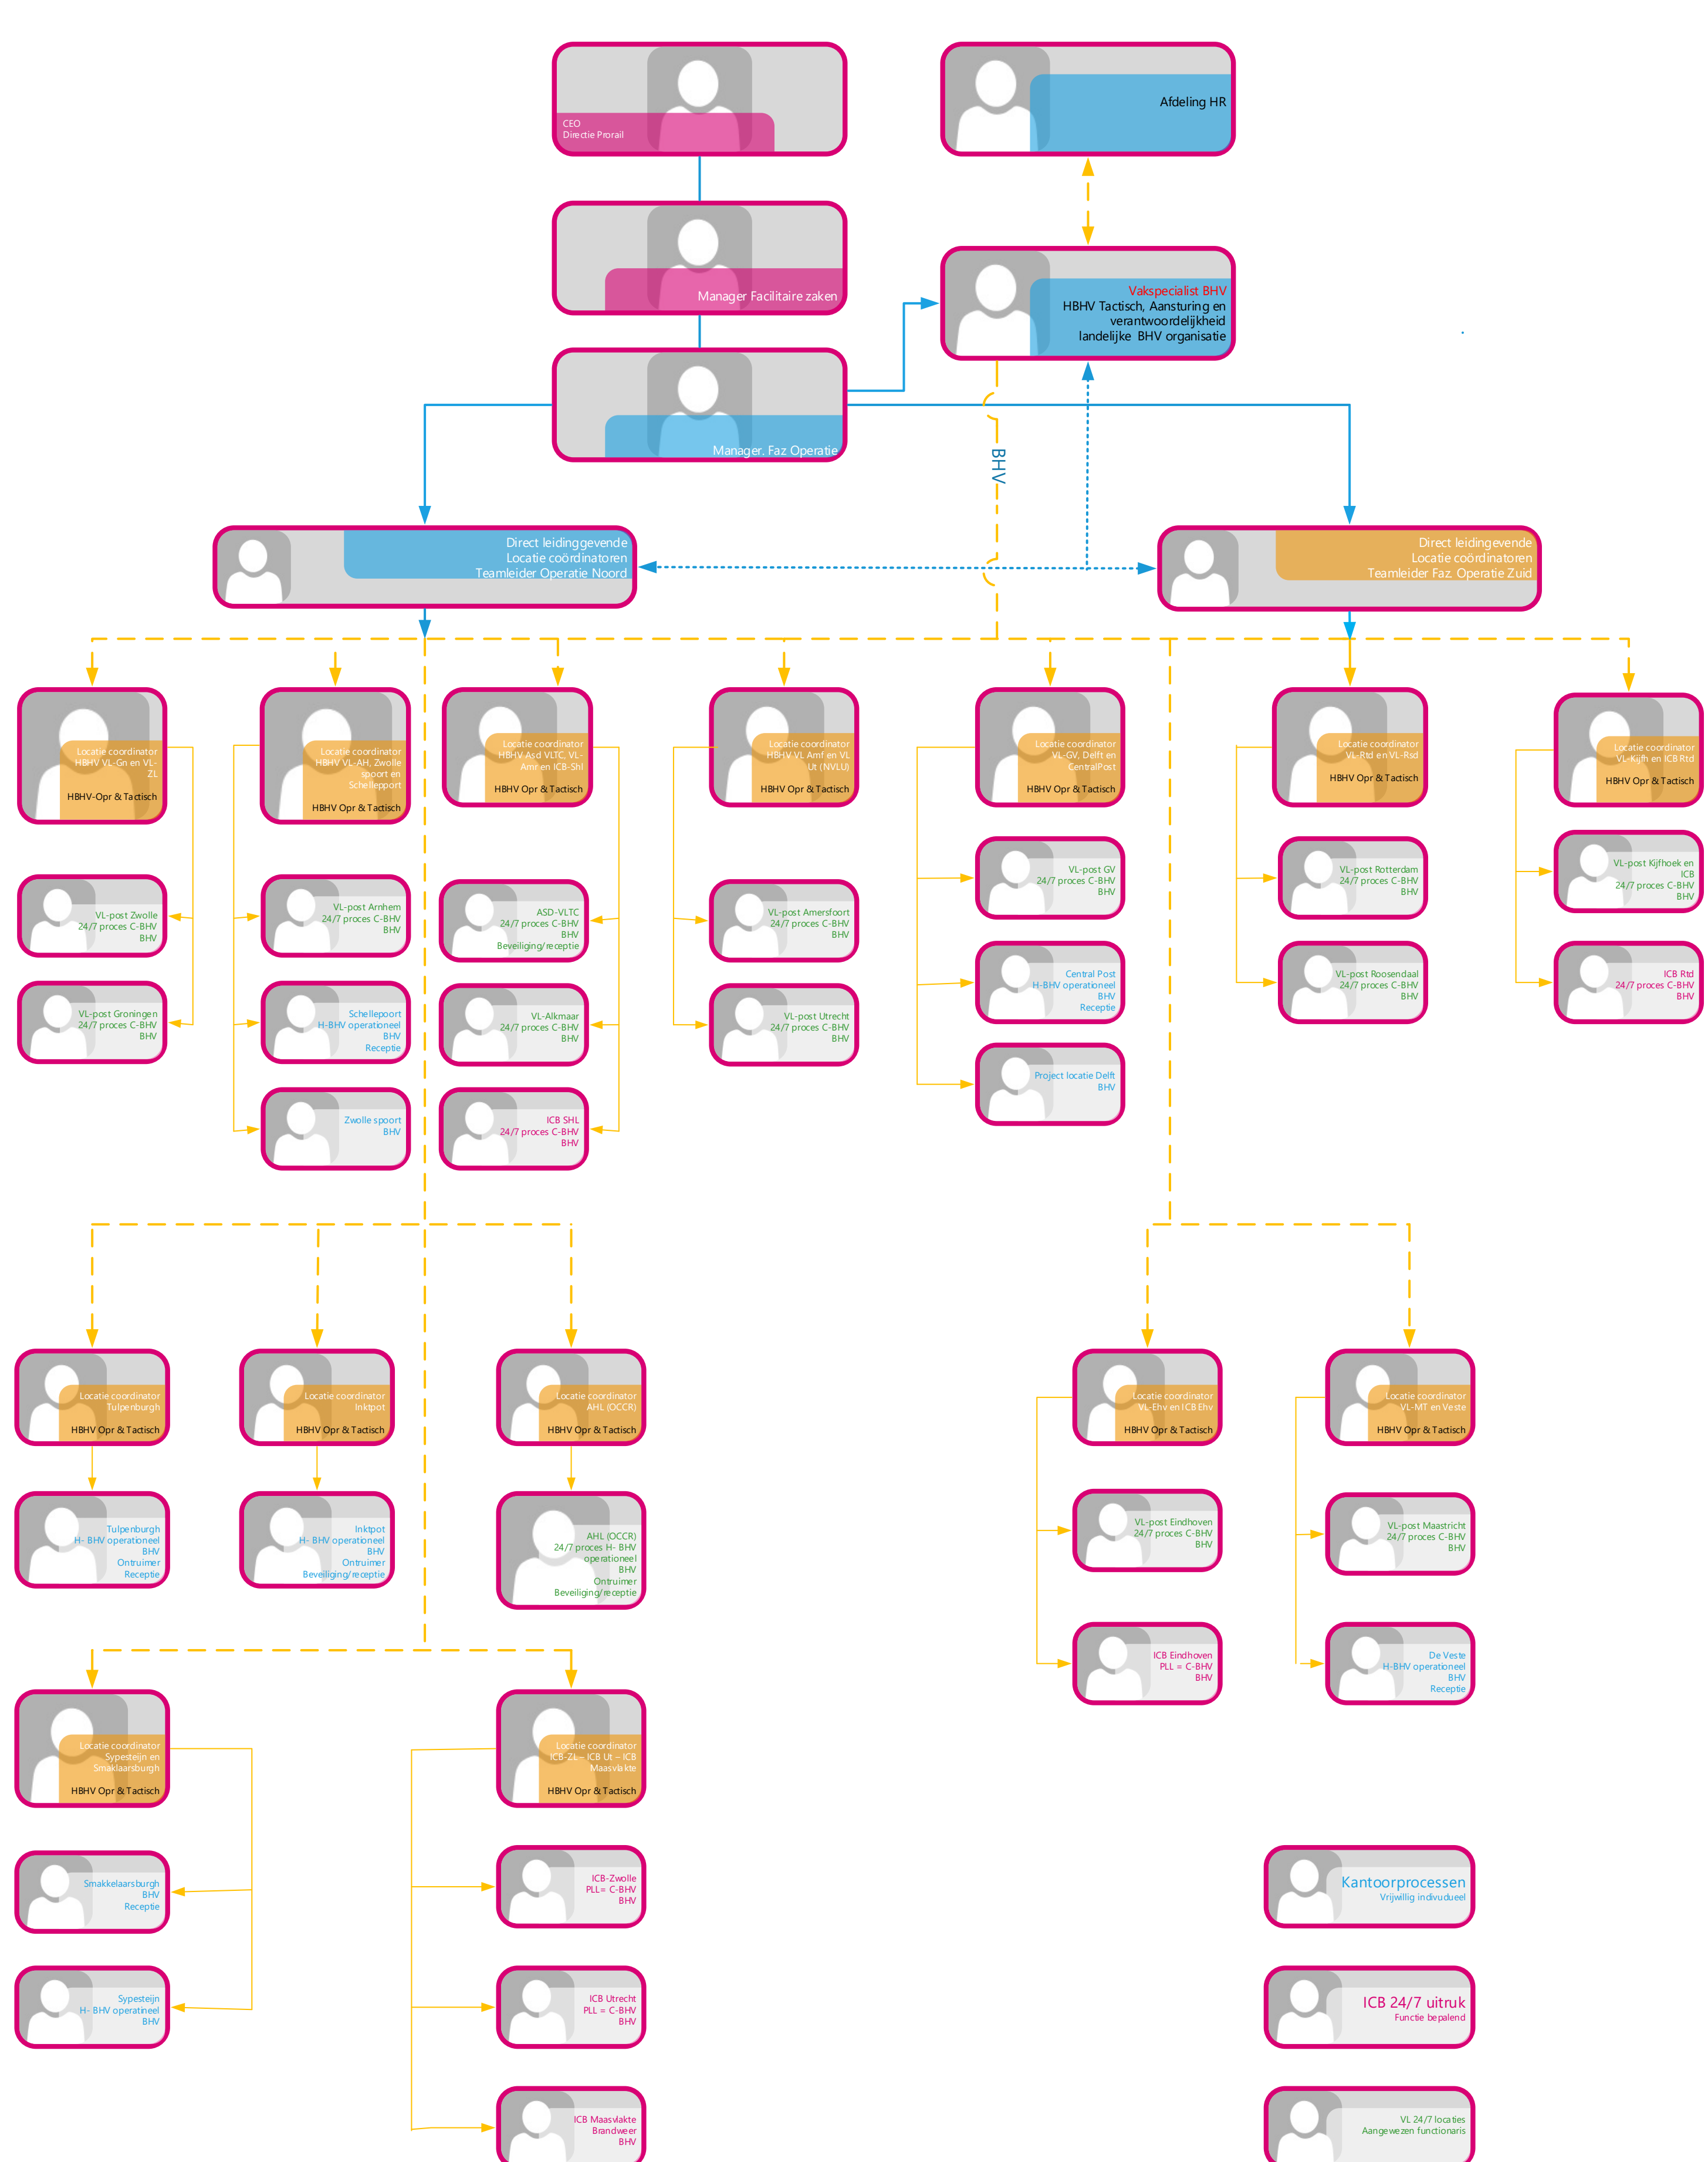 CEO
Directie Prorail
Afdeling HR
Manager Facilitaire zaken
Vakspecialist BHV
HBHV Tactisch, Aansturing en
verantwoordelijkheid
landelijke BHV organisatie
Manager. Faz Operatie
BHV
Direct leidinggevende
Locatie coördinatoren
Teamleider Operatie Noord
Direct leidingevende
Locatie coördinatoren
Teamleider Faz. Operatie Zuid
Locatie coordinator
HBHV VL-Gn en VL-
ZL
HBHV-Opr & Tactisch
Locatie coordinator
HBHV VL-AH, Zwolle
spoort en
Schellepport
HBHV Opr & Tactisch
Locatie coordinator
HBHV Asd VLTC, VL-
Amr en ICB-Shl
HBHV Opr & Tactisch
Locatie coordinator
HBHV VL Amf en VL
Ut (NVLU)
HBHV Opr & Tactisch
Locatie coordinator
VL-GV, Delft en
CentralPost
HBHV Opr & Tactisch
Locatie coordinator
VL-Rtd en VL-Rsd
HBHV Opr & Tactisch
Locatie coordinator
VL-Kijfh en ICB Rtd
HBHV Opr & Tactisch
VL-post Zwolle
24/7 proces C-BHV
BHV
VL-post Arnhem
24/7 proces C-BHV
BHV
ASD-VLTC
24/7 proces C-BHV
BHV
Beveiliging/receptie
VL-post Amersfoort
24/7 proces C-BHV
BHV
VL-post GV
24/7 proces C-BHV
BHV
VL-post Rotterdam
24/7 proces C-BHV
BHV
VL-post Kijfhoek en
ICB
24/7 proces C-BHV
BHV
VL-post Groningen
24/7 proces C-BHV
BHV
Schellepoort
H-BHV operationeel
BHV
Receptie
VL-Alkmaar
24/7 proces C-BHV
BHV
VL-post Utrecht
24/7 proces C-BHV
BHV
Central Post
H-BHV operationeel
BHV
Receptie
VL-post Roosendaal
24/7 proces C-BHV
BHV
ICB Rtd
24/7 proces C-BHV
BHV
Zwolle spoort
BHV
ICB SHL
24/7 proces C-BHV
BHV
Project locatie Delft
BHV
Locatie coordinator
Tulpenburgh
HBHV Opr & Tactisch
Locatie coordinator
Inktpot
HBHV Opr & Tactisch
Locatie coordinator
AHL (OCCR)
HBHV Opr & Tactisch
Locatie coordinator
VL-Ehv en ICB Ehv
HBHV Opr & Tactisch
Locatie coordinator
VL-MT en Veste
HBHV Opr & Tactisch
Tulpenburgh
H- BHV operationeel
BHV
Ontruimer
Receptie
Inktpot
H- BHV operationeel
BHV
Ontruimer
Beveiliging/receptie
AHL (OCCR)
24/7 proces H- BHV
operationeel
BHV
Ontruimer
Beveiliging/receptie
VL-post Eindhoven
24/7 proces C-BHV
BHV
VL-post Maastricht
24/7 proces C-BHV
BHV
ICB Eindhoven
PLL = C-BHV
BHV
De Veste
H-BHV operationeel
BHV
Receptie
Locatie coordinator
Sypesteijn en
Smaklaarsburgh
HBHV Opr & Tactisch
Locatie coordinator
ICB-ZL – ICB Ut – ICB
Maasvlakte
HBHV Opr & Tactisch
Smakkelaarsburgh
BHV
Receptie
ICB-Zwolle
PLL= C-BHV
BHV
Kantoorprocessen
Vrijwillig indivudueel
Sypesteijn
H- BHV operatineel
BHV
ICB Utrecht
PLL = C-BHV
BHV
ICB 24/7 uitruk
Functie bepalend
ICB Maasvlakte
Brandweer
BHV
VL 24/7 locaties
Aangewezen functionaris